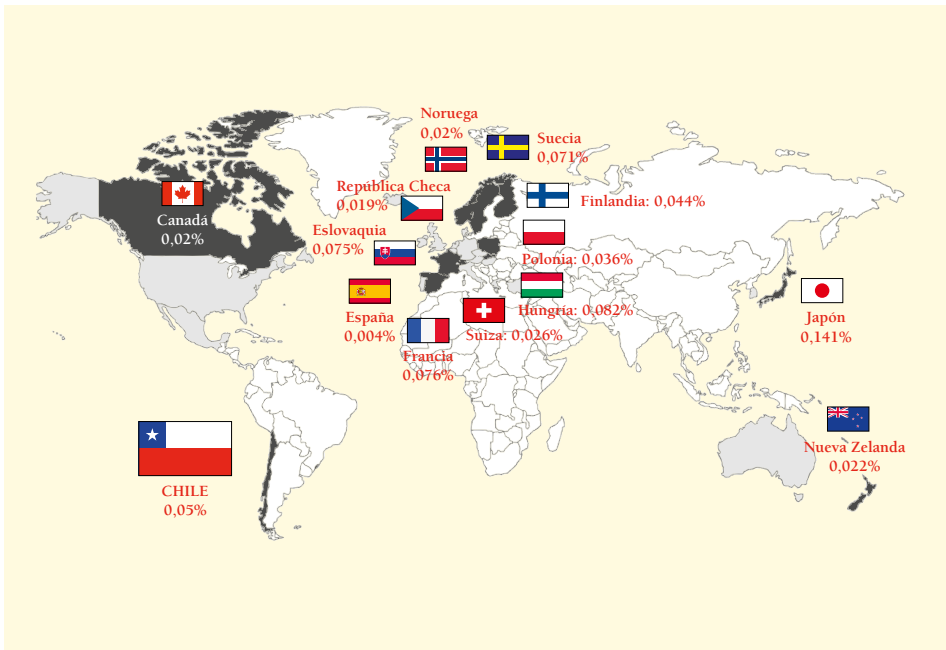 Noruega
0,02%
Suecia
0,071%
República Checa
0,019%
Finlandia: 0,044%
Canadá
0,02%
Eslovaquia
0,075%
Polonia: 0,036%
España
0,004%
Hungría: 0,082%
Suiza: 0,026%
Francia
0,076%
Japón
0,141%
Nueva Zelanda
0,022%
CHILE
0,05%